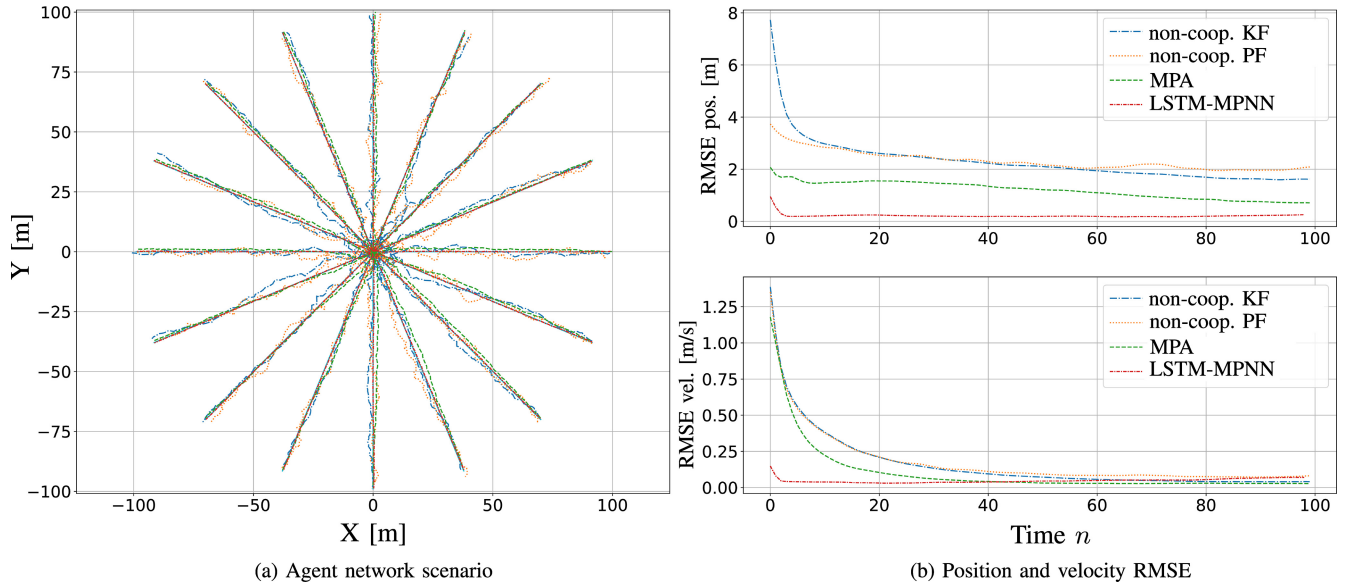 100
75
50
25
0
−25
−50
−75
−100
Y [m]
−100
−50
0
50
100
X [m]
(a) Agent network scenario
8
6
4
2
0
RMSE pos. [m]
non-coop. KF
non-coop. PF
MPA
LSTM-MPNN
0
20
40
60
80
100
1.25
1.00
0.75
0.50
0.25
0.00
RMSE vel. [m/s]
non-coop. KF
non-coop. PF
MPA
LSTM-MPNN
0
20
40
60
80
100
Time n
(b) Position and velocity RMSE